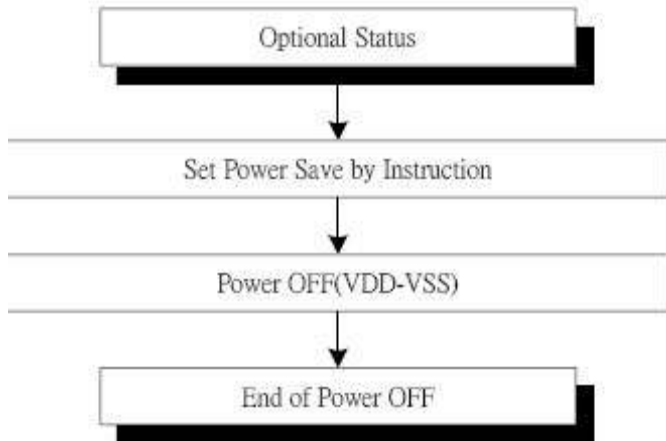 Optional Status
Set Power Save by Instruction
Power OFF(VDD-VSS)
End of Power OFF